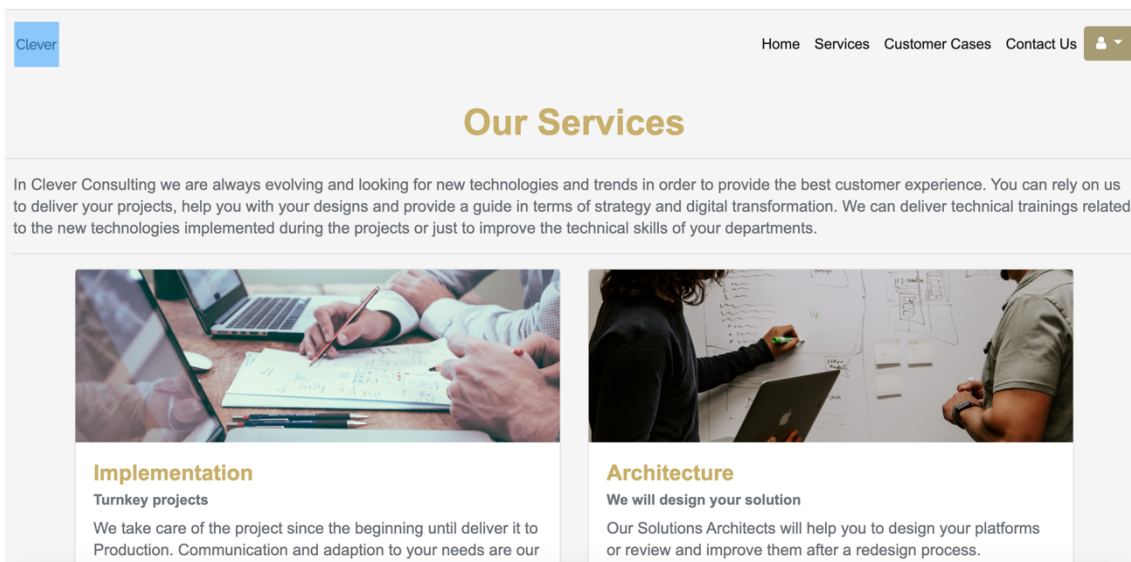 Clever
Home Services Customer Cases Contact Us
Our Services
In Clever Consulting we are always evolving and looking for new technologies and trends in order to provide the best customer experience. You can rely on us
to deliver your projects, help you with your designs and provide a guide in terms of strategy and digital transformation. We can deliver technical trainings related
to the new technologies implemented during the projects or just to improve the technical skills of your departments.
Implementation
Turnkey projects
We take care of the project since the beginning until deliver it to
Production. Communication and adaption to your needs are our
Architecture
We will design your solution
Our Solutions Architects will help you to design your platforms
or review and improve them after a redesign process.